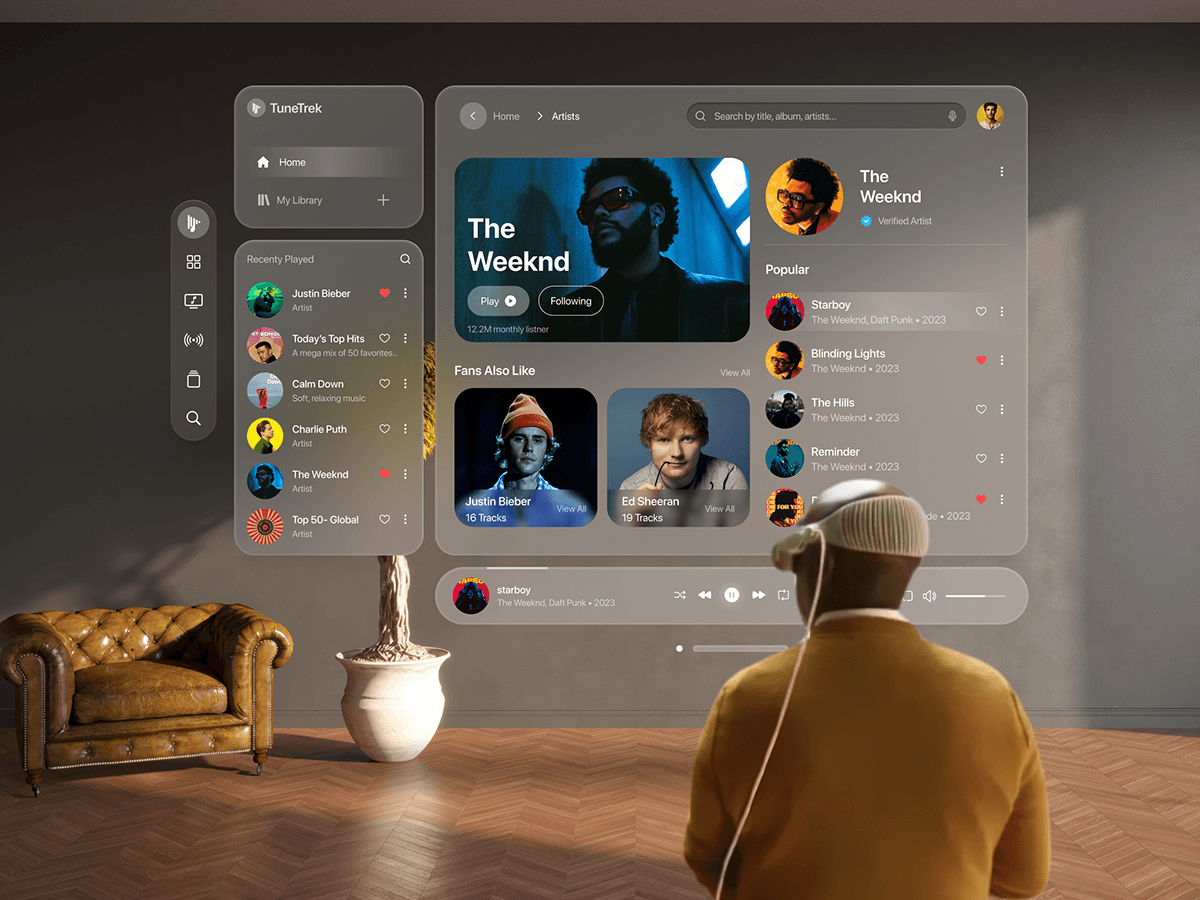 TuneTrek
Home
My Library
Recenty Played
Justin Bieber
Artist
Today's Top Hits
A mega mix of 50 favorites..
Calm Down
Soft, relaxing music
Charlie Puth
Artist
The Weeknd
Artist
Top 50- Global
Artist
Home
Artists
Search by title, album, artists...
The
Weeknd
Play
Following
12.2M monthly listner
Fans Also Like
View All
Justin Bieber
16 Tracks
View All
Ed Sheeran
19 Tracks
View All
The
Weeknd
Verified Artist
Popular
Starboy
The Weeknd, Daft Punk • 2023
Blinding Lights
The Weeknd • 2023
The Hills
The Weeknd • 2023
Reminder
The Weeknd • 2023
FOR YOU
• 2023
starboy
The Weeknd, Daft Punk • 2023